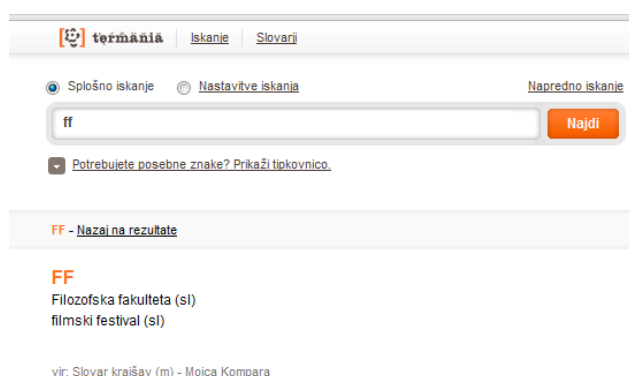 termania Iskanje Slovarji
Splošno iskanje Nastavitve iskanja Napredno iskanje
ff Najdi
Potrebujete posebne znake? Prikaži tipkovnico.
FF - Nazaj na rezultate
FF
Filozofska fakulteta (sl)
filmski festival (sl)
vir: Slovar krajšav (m) - Mojca Kompara